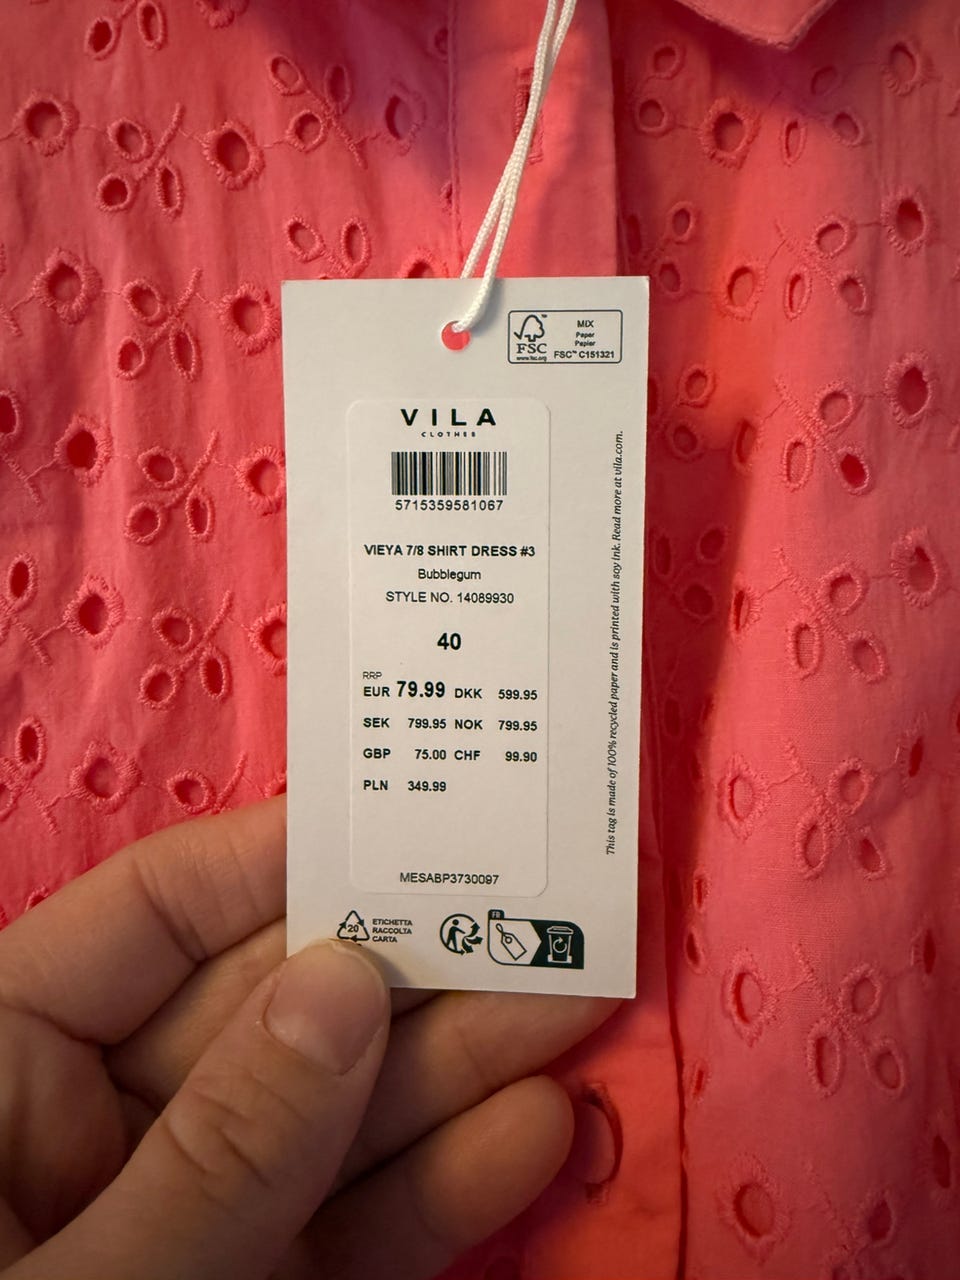 MIX
Paper
Papier
FSC™ C151321
FSC
www.fsc.org
VILA
CLOTHES
5715359581067
VIEYA 7/8 SHIRT DRESS #3
Bubblegum
STYLE NO. 14089930
40
RRP
EUR 79.99 DKK 599.95
SEK 799.95 NOK 799.95
GBP 75.00 CHF 99.90
PLN 349.99
MESABP3730097
This tag is made of 100% recycled paper and is printed with soy ink. Read more at vila.com.
20
ETICHETTA
RACCOLTA
CARTA
FR